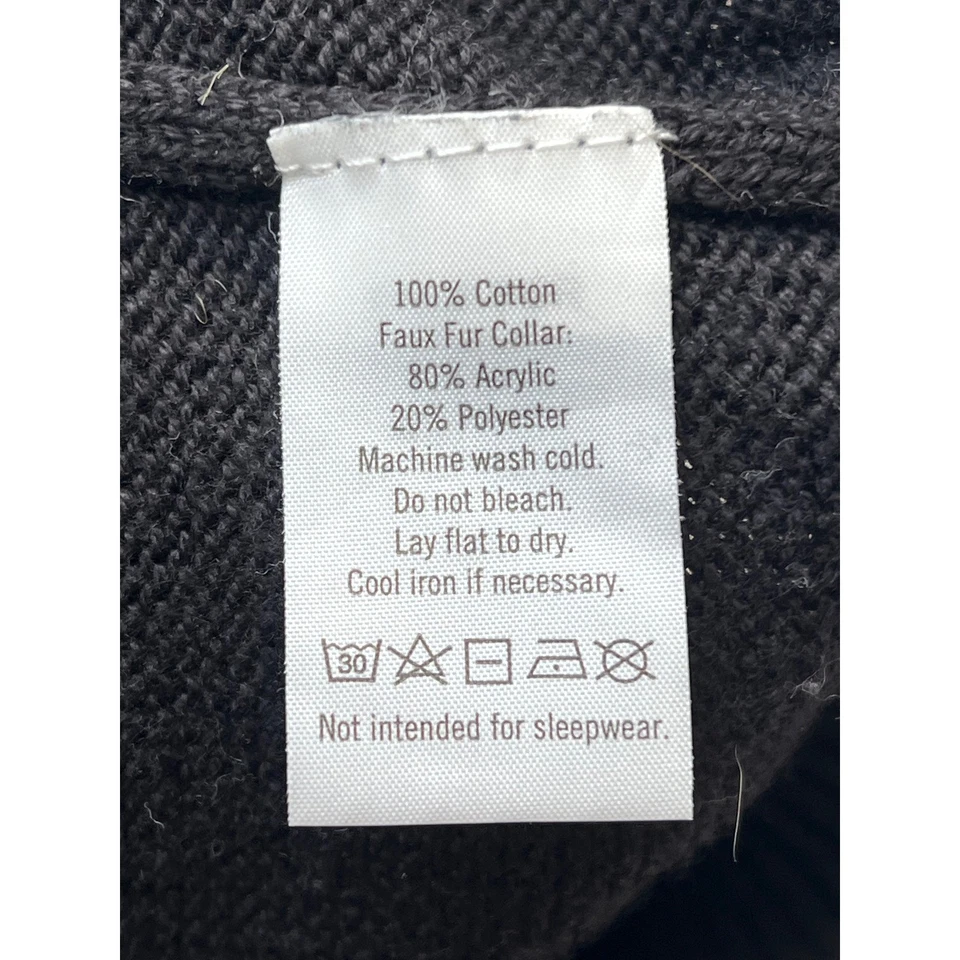 100% Cotton
Faux Fur Collar:
80% Acrylic
20% Polyester
Machine wash cold.
Do not bleach.
Lay flat to dry.
Cool iron if necessary.
30
Not intended for sleepwear.